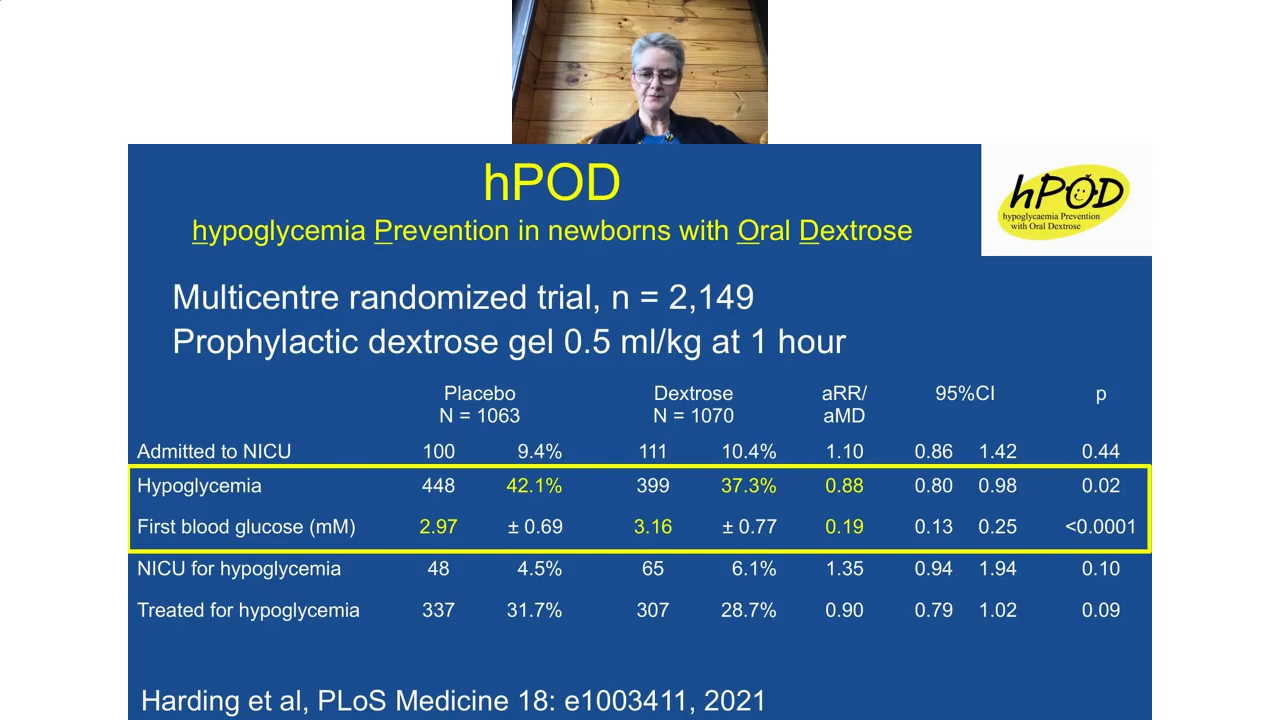 hPOD
hypoglycemia Prevention in newborns with Oral Dextrose
hPOD
hypoglycaemia Prevention
with Oral Dextrose
Multicentre randomized trial, n = 2,149
Prophylactic dextrose gel 0.5 ml/kg at 1 hour
Placebo Dextrose aRR/ 95%CI p
N = 1063 N = 1070 aMD
Admitted to NICU 100 9.4% 111 10.4% 1.10 0.86 1.42 0.44
Hypoglycemia 448 42.1% 399 37.3% 0.88 0.80 0.98 0.02
First blood glucose (mM) 2.97 ± 0.69 3.16 ± 0.77 0.19 0.13 0.25 <0.0001
NICU for hypoglycemia 48 4.5% 65 6.1% 1.35 0.94 1.94 0.10
Treated for hypoglycemia 337 31.7% 307 28.7% 0.90 0.79 1.02 0.09
Harding et al, PLoS Medicine 18: e1003411, 2021